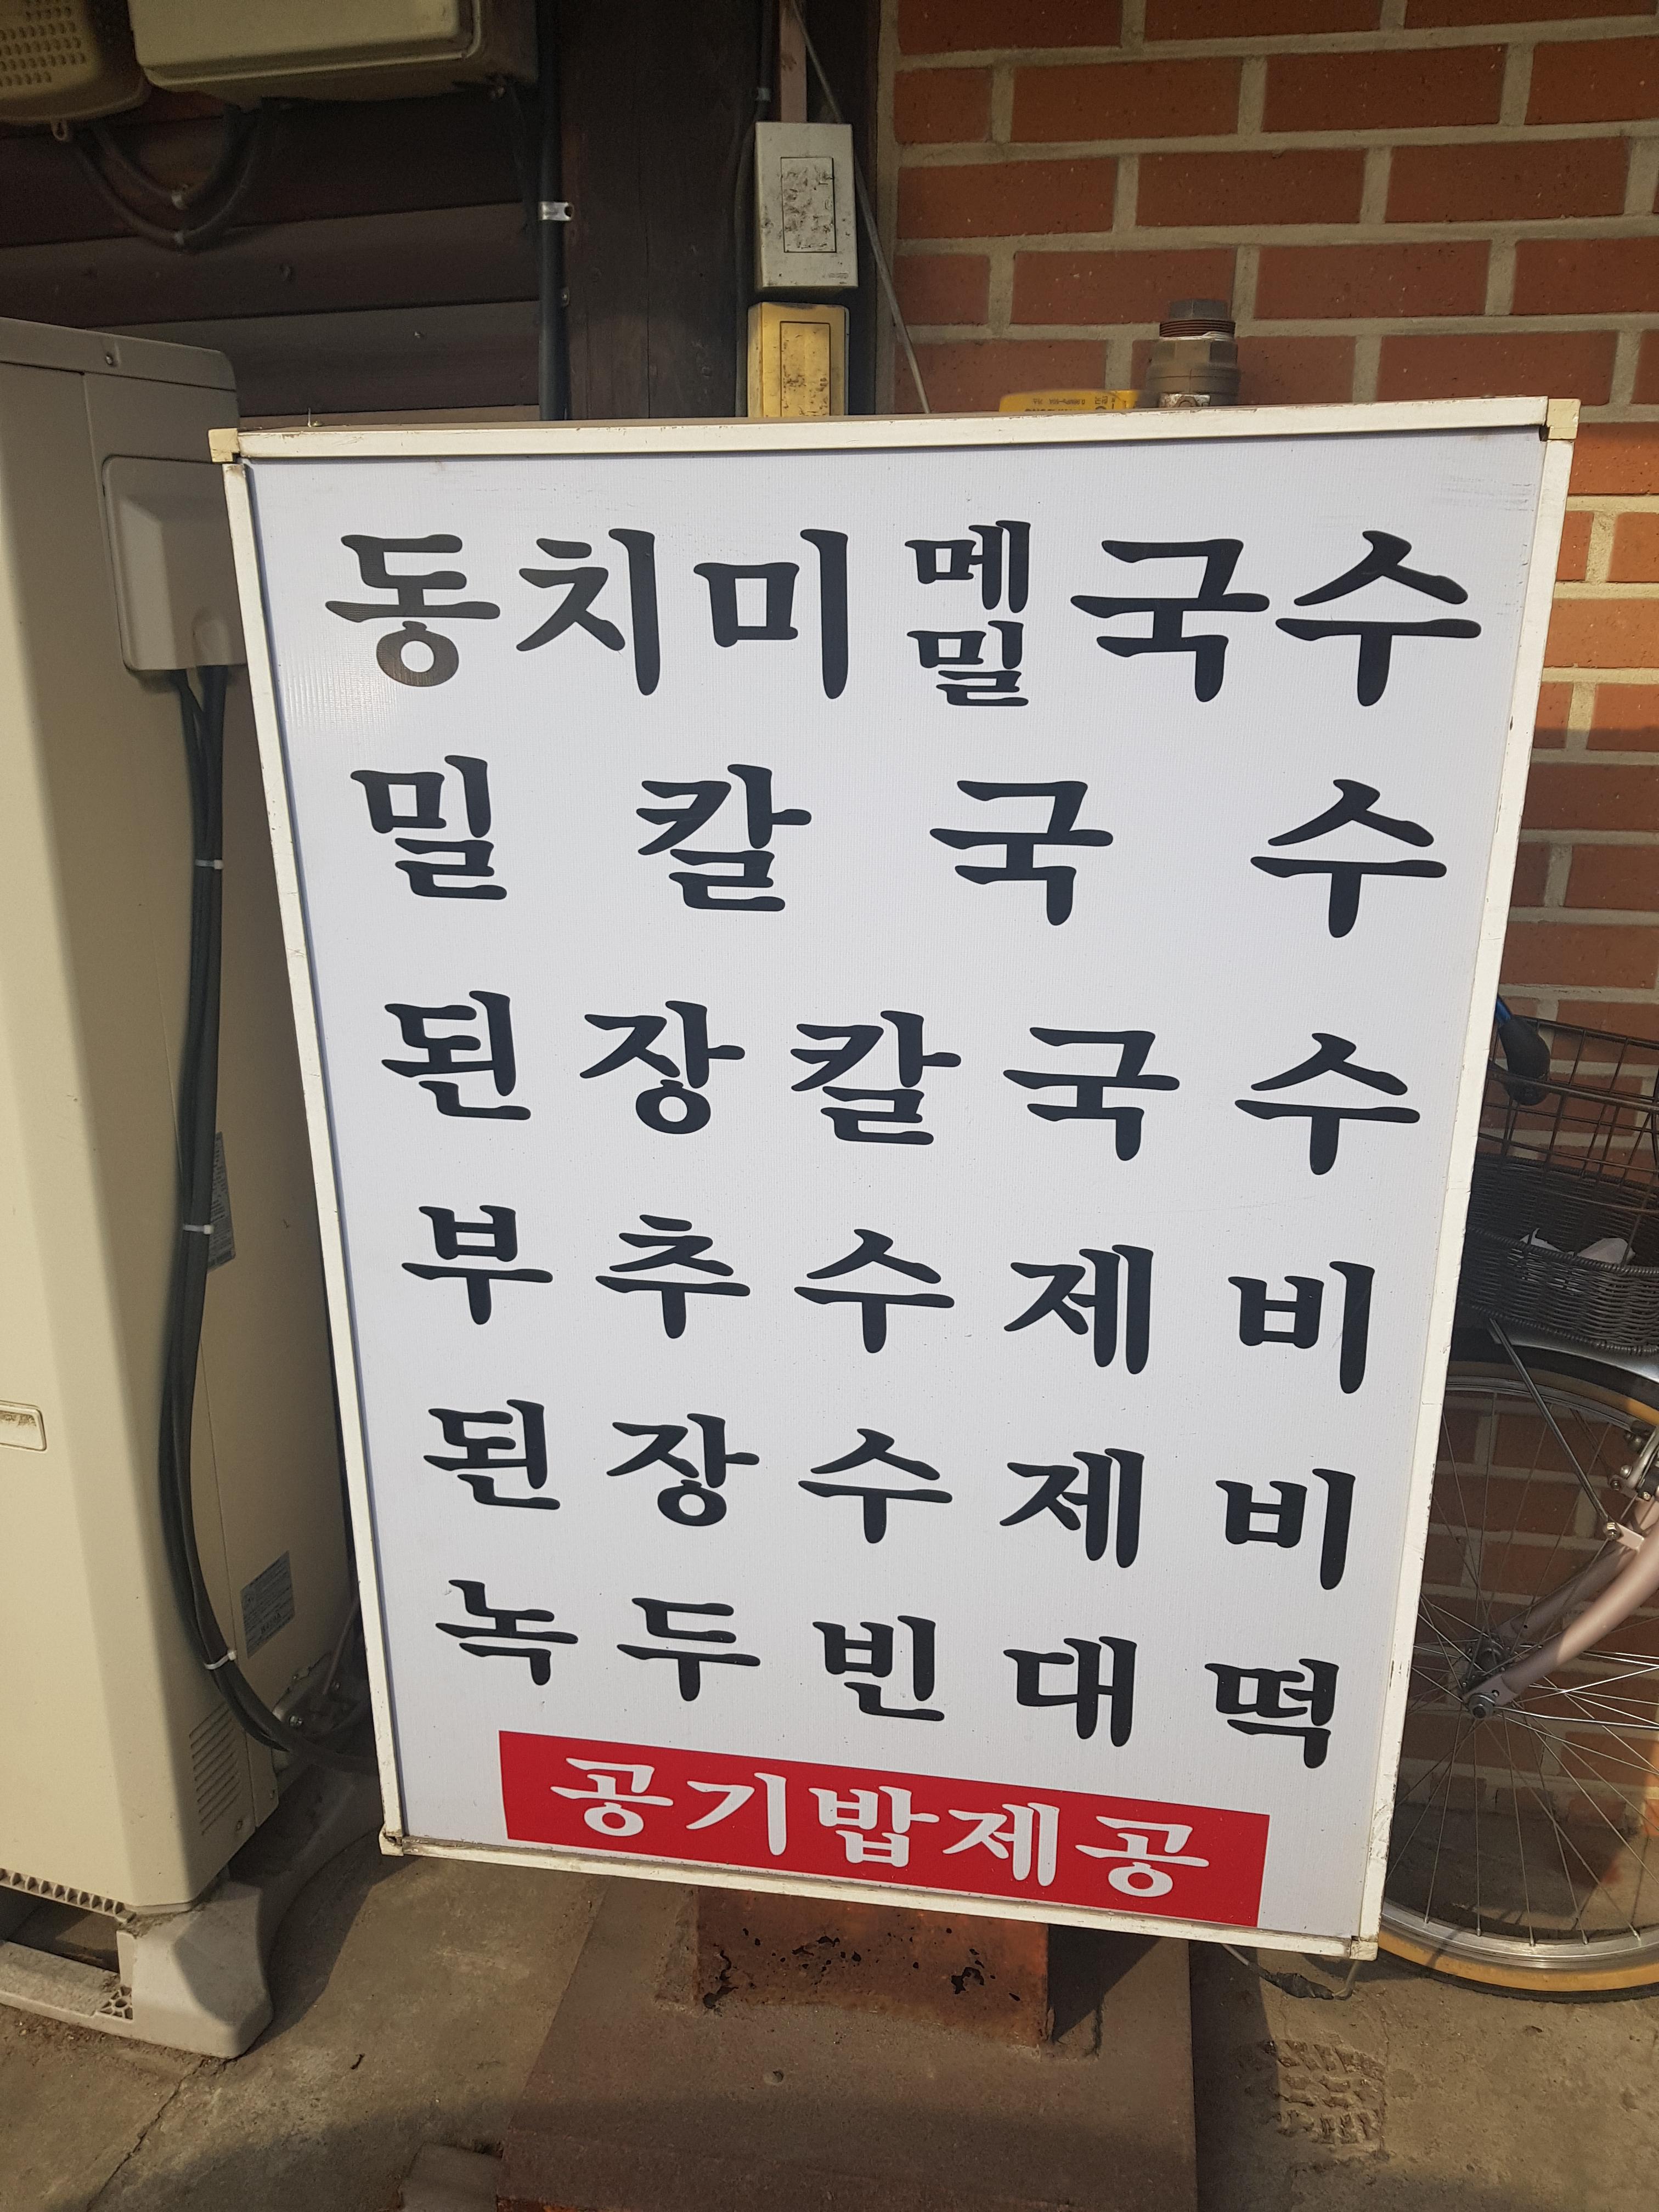 동치미메밀국수
밀칼국수
된장칼국수
부추수제비
된장수제비
녹두빈대떡
공기밥제공